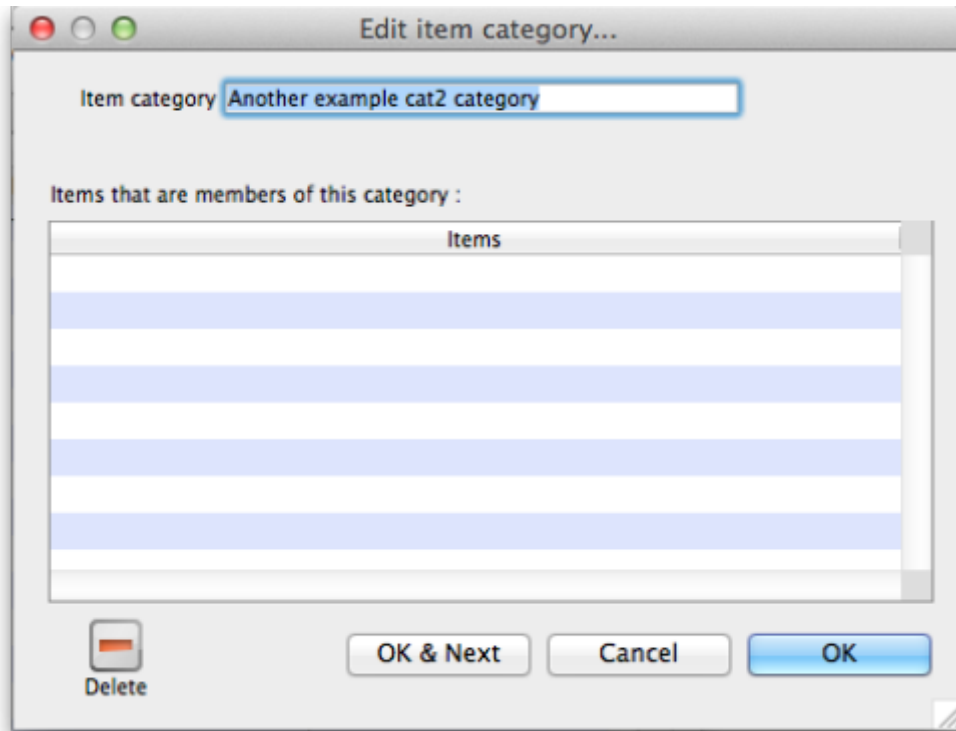 Edit item category...
Item category Another example cat2 category
Items that are members of this category :
Items
OK & Next Cancel OK
Delete